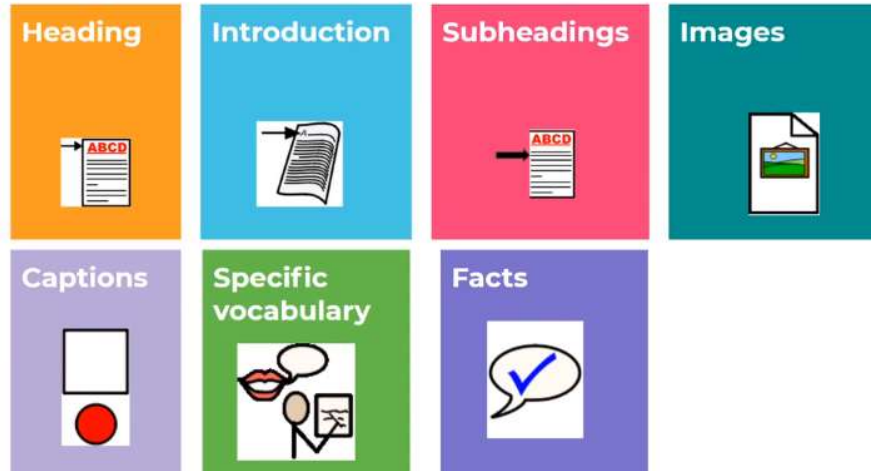 Heading
Introduction
Subheadings
Images
ABCD
A
ABCD
Captions
Specific
vocabulary
Facts